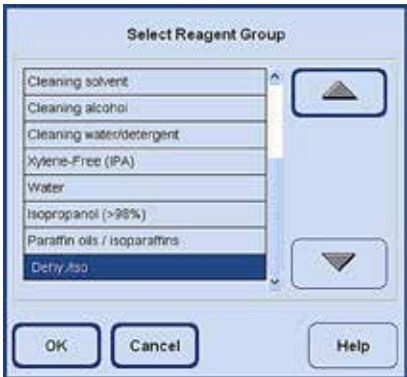 Select Reagent Group
Cleaning solvent
Cleaning alcohol
Cleaning water/detergent
Xylene-Free (IPA)
Water
Isopropanol (>98%)
Paraffin oils / isoparaffins
Dehy./Iso
OK
Cancel
Help